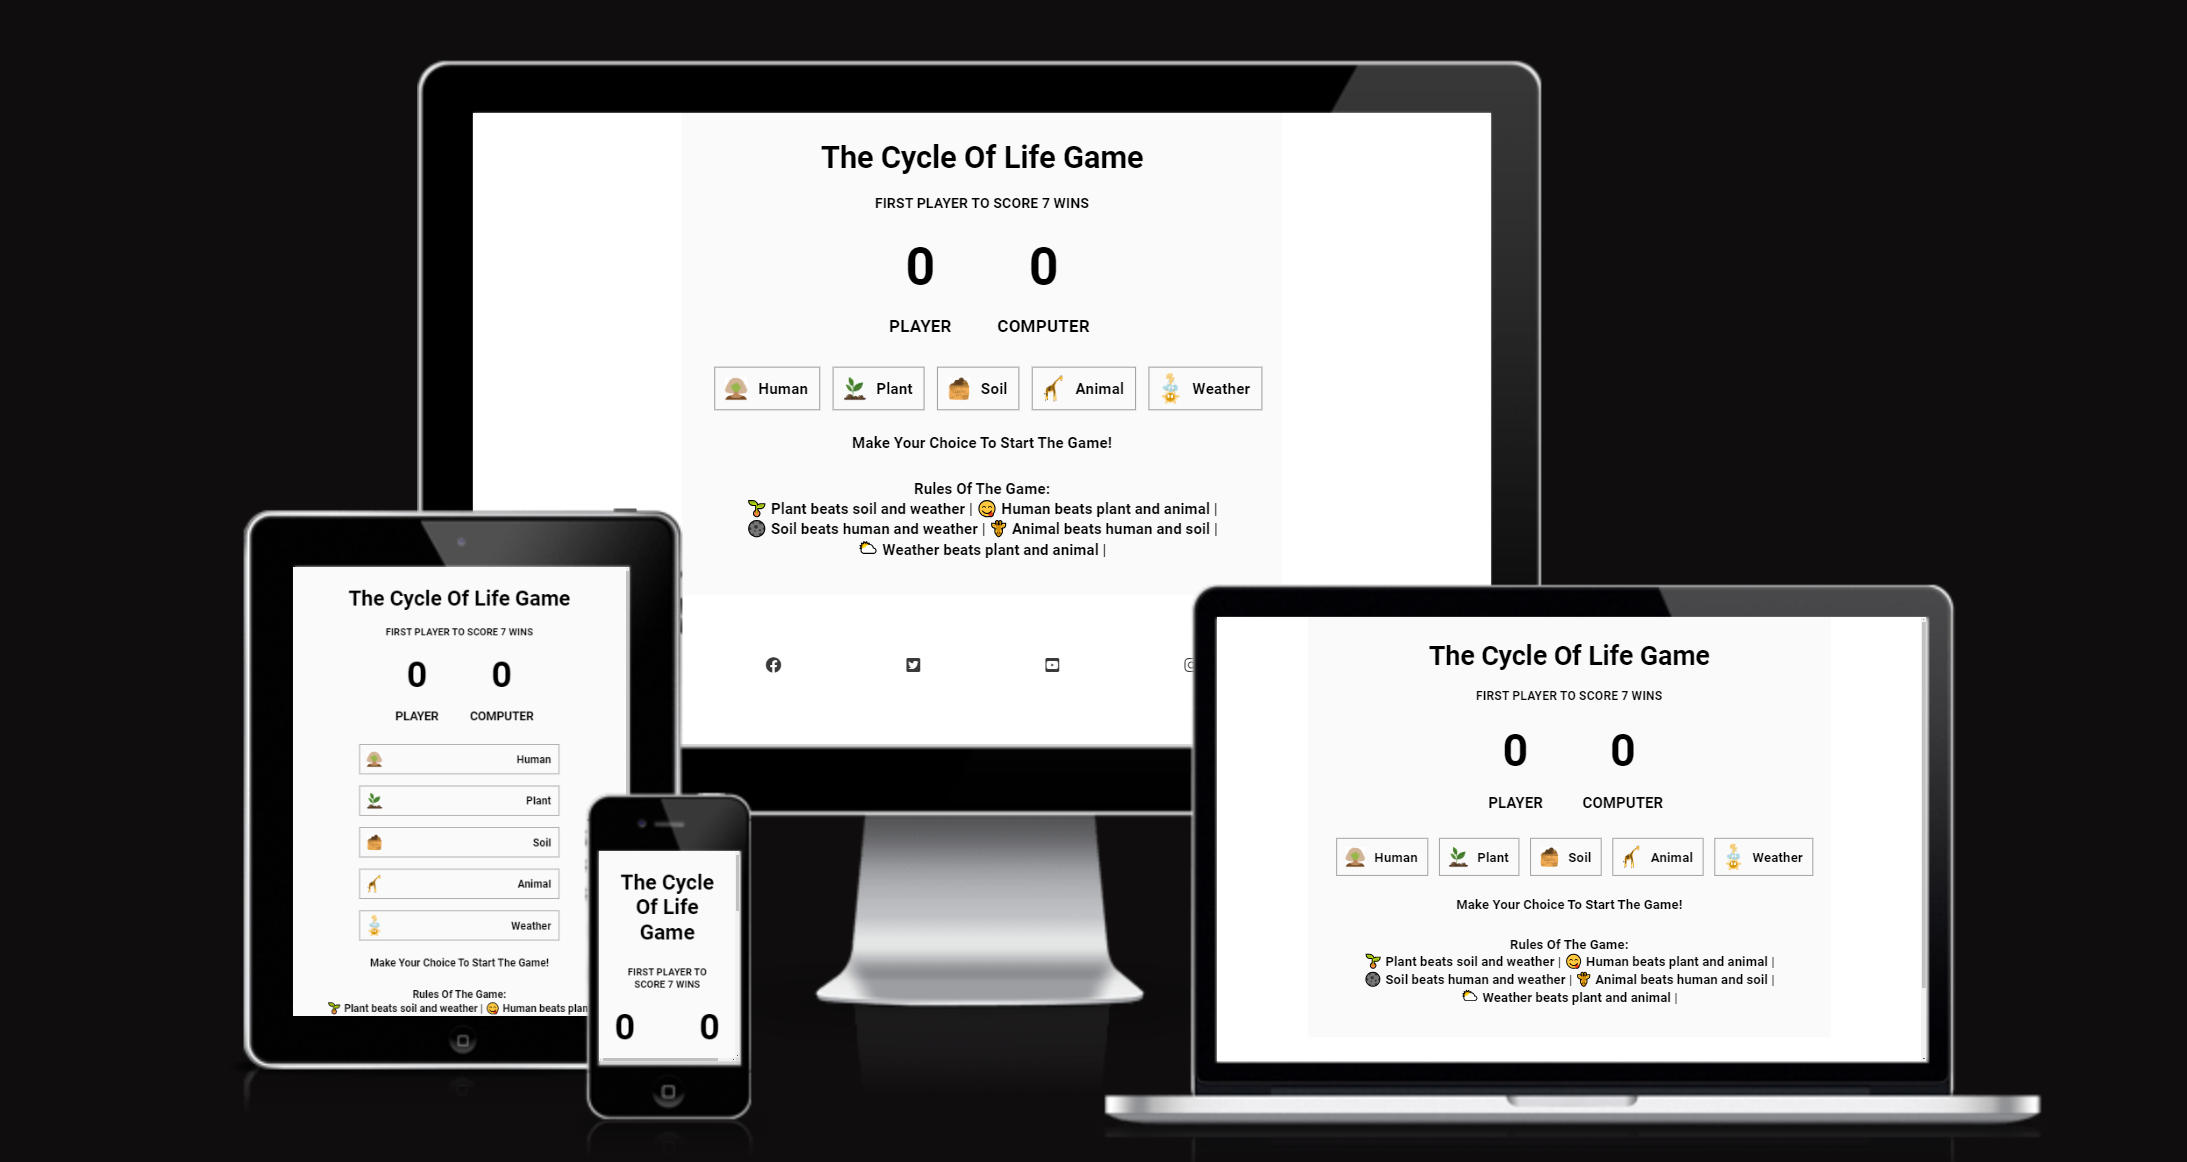 The Cycle Of Life Game
FIRST PLAYER TO SCORE 7 WINS
0 0
PLAYER COMPUTER
Human Plant Soil Animal Weather
Make Your Choice To Start The Game!
Rules Of The Game:
Plant beats soil and weather | Human beats plant and animal |
Soil beats human and weather | Animal beats human and soil |
Weather beats plant and animal |
The Cycle Of Life Game
FIRST PLAYER TO SCORE 7 WINS
0 0
PLAYER COMPUTER
Human
Plant
Soil
Animal
Weather
Make Your Choice To Start The Game!
Rules Of The Game:
Plant beats soil and weather | Human beats plan
The Cycle
Of Life
Game
FIRST PLAYER TO
SCORE 7 WINS
0 0
The Cycle Of Life Game
FIRST PLAYER TO SCORE 7 WINS
0 0
PLAYER COMPUTER
Human Plant Soil Animal Weather
Make Your Choice To Start The Game!
Rules Of The Game:
Plant beats soil and weather | Human beats plant and animal |
Soil beats human and weather | Animal beats human and soil |
Weather beats plant and animal |